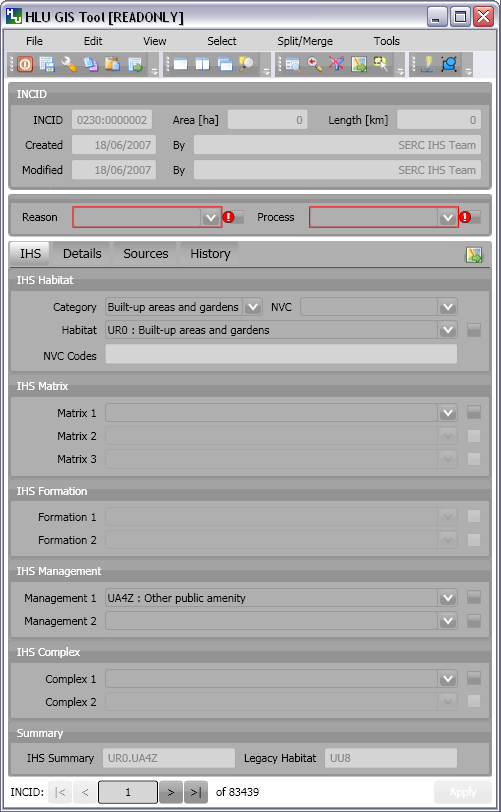 HLU GIS Tool [READONLY]
File Edit View Select Split/Merge Tools
INCID
INCID 0230:0000002 Area [ha] 0 Length [km] 0
Created 18/06/2007 By SERC IHS Team
Modified 18/06/2007 By SERC IHS Team
Reason Process
IHS Details Sources History
IHS Habitat
Category Built-up areas and gardens NVC
Habitat UR0 : Built-up areas and gardens
NVC Codes
IHS Matrix
Matrix 1
Matrix 2
Matrix 3
IHS Formation
Formation 1
Formation 2
IHS Management
Management 1 UA4Z : Other public amenity
Management 2
IHS Complex
Complex 1
Complex 2
Summary
IHS Summary UR0.UA4Z Legacy Habitat UU8
INCID: |< < 1 > >| of 83439 Apply